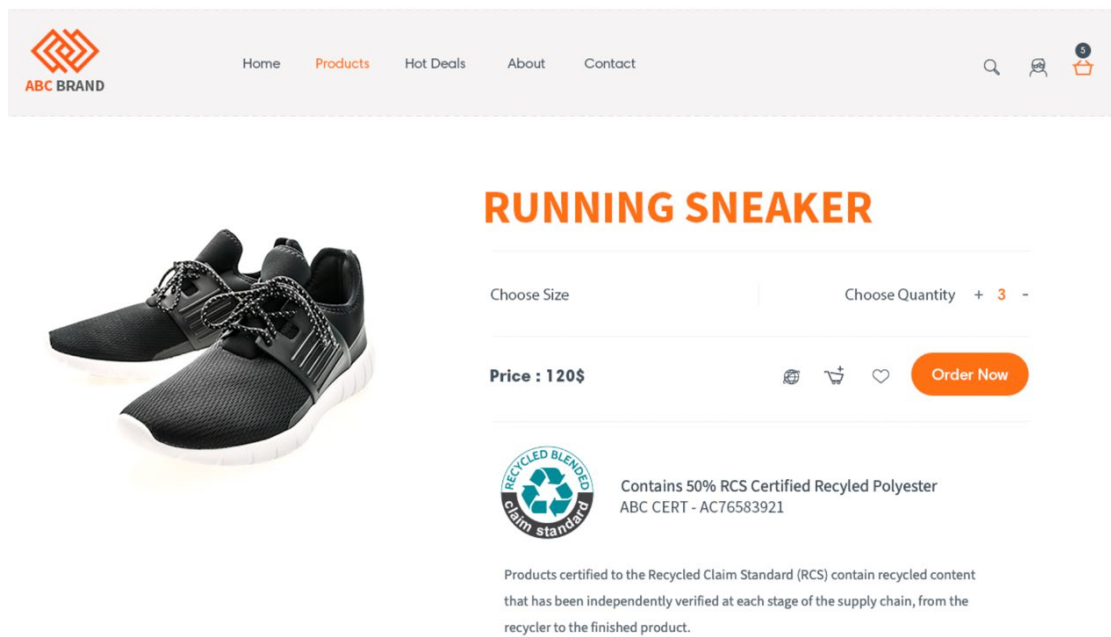 ABC BRAND
Home Products Hot Deals About Contact
5
RUNNING SNEAKER
Choose Size Choose Quantity + 3 -
Price : 120$ Order Now
RECYCLED BLENDED
claim standard
Contains 50% RCS Certified Recyled Polyester
ABC CERT - AC76583921
Products certified to the Recycled Claim Standard (RCS) contain recycled content
that has been independently verified at each stage of the supply chain, from the
recycler to the finished product.